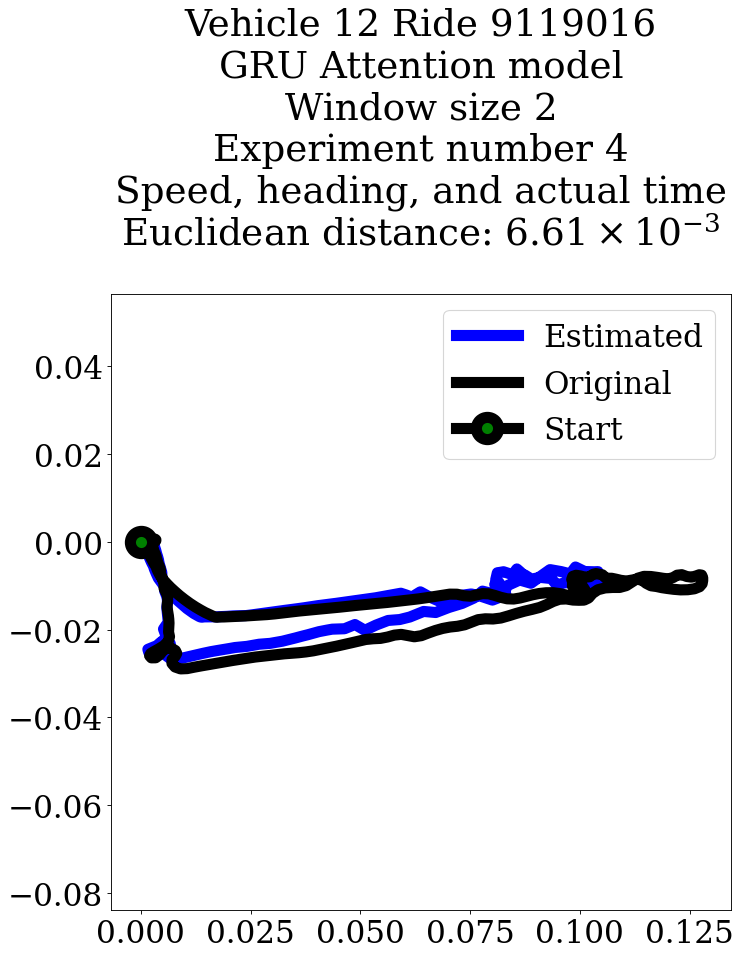 Vehicle 12 Ride 9119016
GRU Attention model
Window size 2
Experiment number 4
Speed, heading, and actual time
Euclidean distance: 6.61 × 10⁻³
Estimated
Original
Start
0.04
0.02
0.00
−0.02
−0.04
−0.06
−0.08
0.000 0.025 0.050 0.075 0.100 0.125